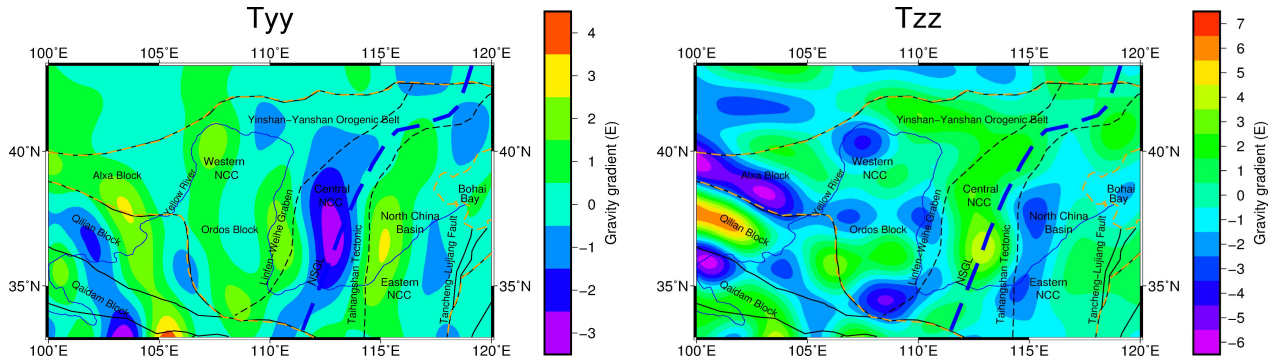 Tyy
100°E 105°E 110°E 115°E 120°E
40°N
35°N
Yinshan-Yanshan Orogenic Belt
Western
NCC
Alxa Block
Yellow River
Central
NCC
Bohai
Bay
Qilian Block
Ordos Block
Linfen-Weihe Graben
North China
Basin
NSGL
Taihangshan Tectonic
Tancheng-Lujiang Fault
Qaidam Block
Eastern
NCC
100°E 105°E 110°E 115°E 120°E
4
3
2
1
0
−1
−2
−3
Gravity gradient (E)
Tzz
100°E 105°E 110°E 115°E 120°E
40°N
35°N
Yinshan-Yanshan Orogenic Belt
Western
NCC
Alxa Block
Yellow River
Central
NCC
Bohai
Bay
Qilian Block
Ordos Block
Linfen-Weihe Graben
North China
Basin
NSGL
Taihangshan Tectonic
Tancheng-Lujiang Fault
Qaidam Block
Eastern
NCC
100°E 105°E 110°E 115°E 120°E
7
6
5
4
3
2
1
0
−1
−2
−3
−4
−5
−6
Gravity gradient (E)